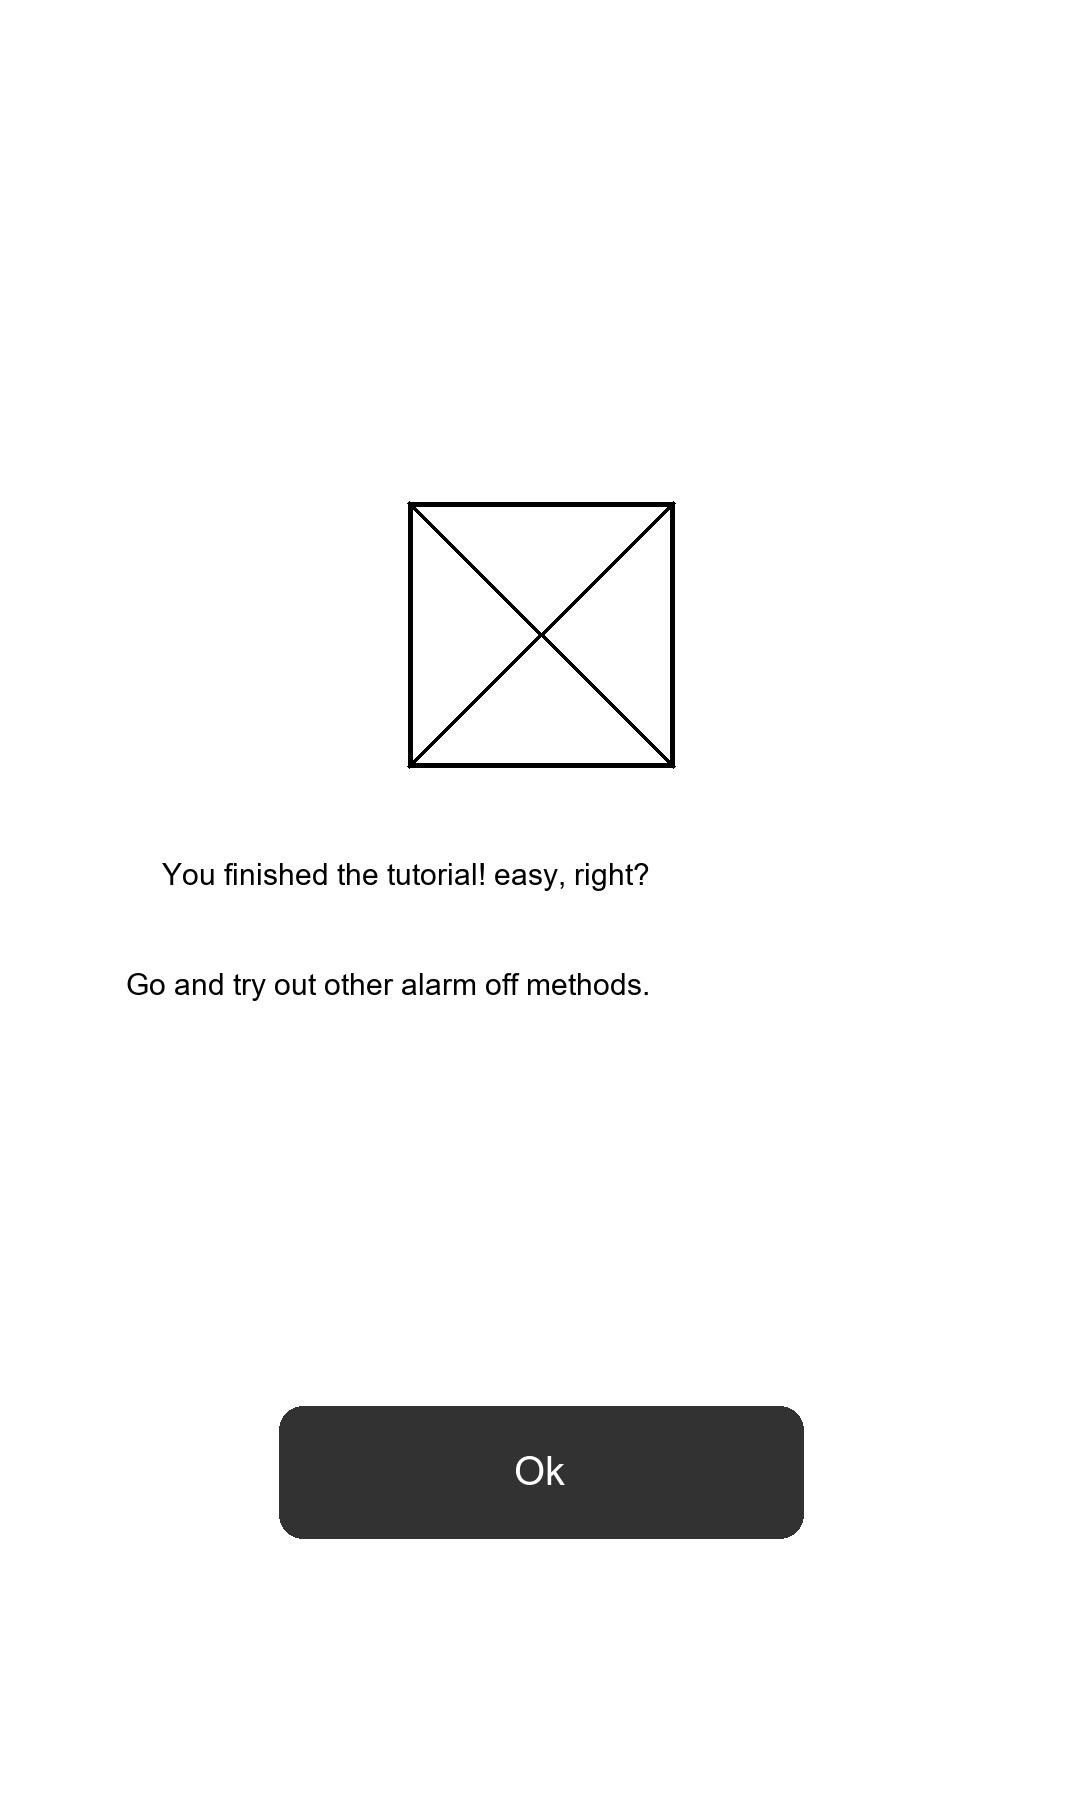 You finished the tutorial! easy, right?
Go and try out other alarm off methods.
Ok